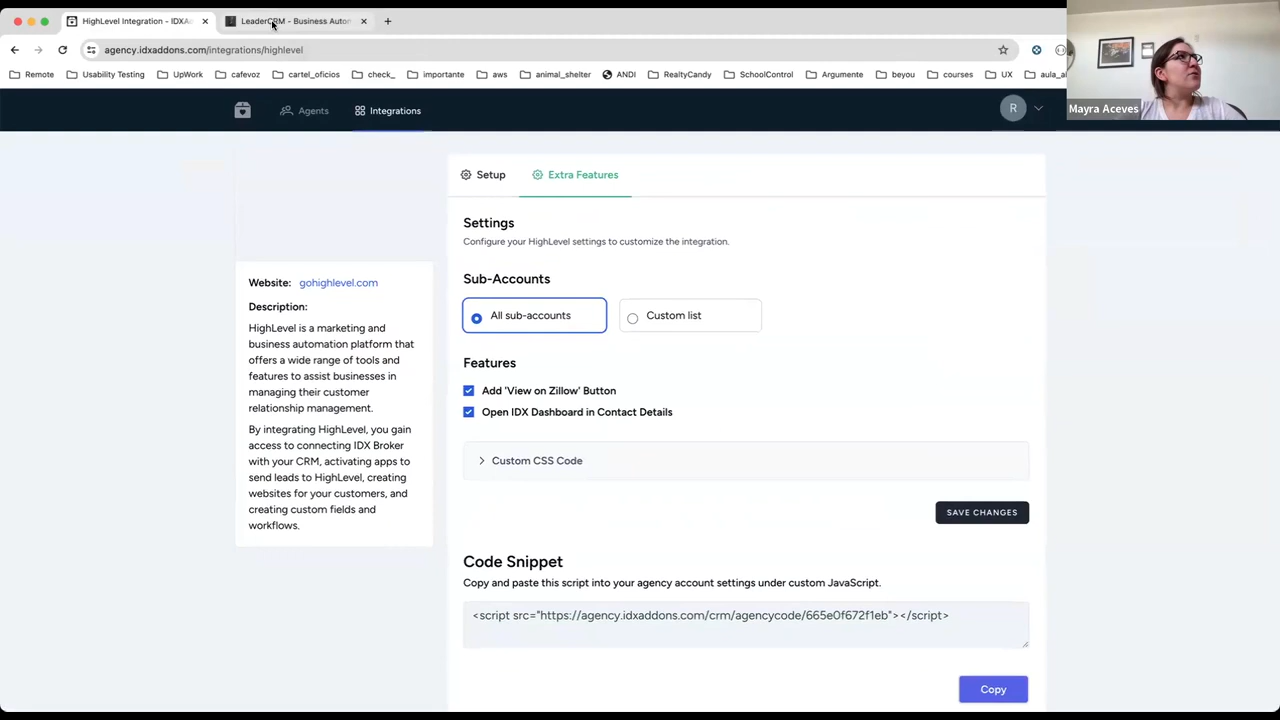 HighLevel Integration - IDXA
LeaderCRM - Business Autom
agency.idxaddons.com/integrations/highlevel
Remote
Usability Testing
UpWork
cafevoz
cartel_oficios
check_
importante
aws
animal_shelter
ANDI
RealtyCandy
SchoolControl
Argumente
beyou
courses
UX
Agents
Integrations
R
Mayra Aceves
Setup
Extra Features
Settings
Configure your HighLevel settings to customize the integration.
Sub-Accounts
All sub-accounts
Custom list
Features
Add 'View on Zillow' Button
Open IDX Dashboard in Contact Details
Custom CSS Code
SAVE CHANGES
Code Snippet
Copy and paste this script into your agency account settings under custom JavaScript.
<script src="https://agency.idxaddons.com/crm/agencycode/665e0f672f1eb"></script>
Copy
Website: gohighlevel.com
Description:
HighLevel is a marketing and
business automation platform that
offers a wide range of tools and
features to assist businesses in
managing their customer
relationship management.
By integrating HighLevel, you gain
access to connecting IDX Broker
with your CRM, activating apps to
send leads to HighLevel, creating
websites for your customers, and
creating custom fields and
workflows.